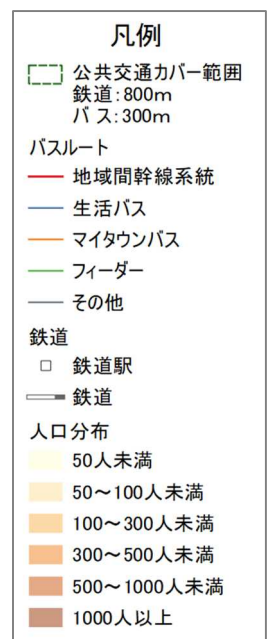 凡例
公共交通カバー範囲
鉄道:800m
バス:300m
バスルート
地域間幹線系統
生活バス
マイタウンバス
フィーダー
その他
鉄道
鉄道駅
鉄道
人口分布
50人未満
50～100人未満
100～300人未満
300～500人未満
500～1000人未満
1000人以上